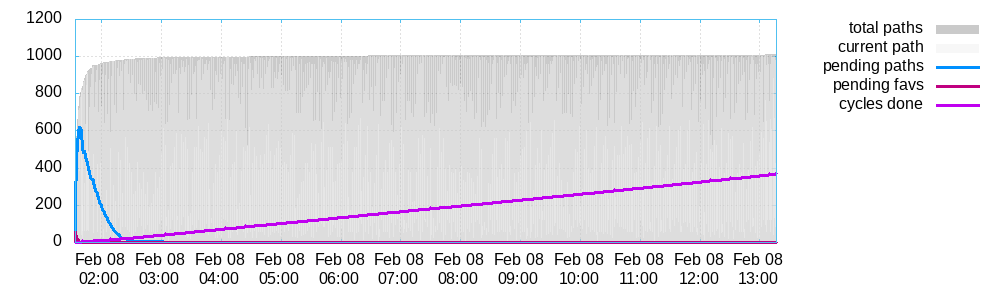 1200
1000
800
600
400
200
0
Feb 08 Feb 08 Feb 08 Feb 08 Feb 08 Feb 08 Feb 08 Feb 08 Feb 08 Feb 08 Feb 08 Feb 08
02:00 03:00 04:00 05:00 06:00 07:00 08:00 09:00 10:00 11:00 12:00 13:00
total paths
current path
pending paths
pending favs
cycles done